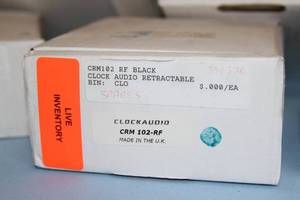 CRM102 RF BLACK
CLOCK AUDIO RETRACTABLE
BIN: CLO
$.000/EA
LIVE
INVENTORY
CLOCKAUDIO
CRM 102-RF
MADE IN THE U.K.